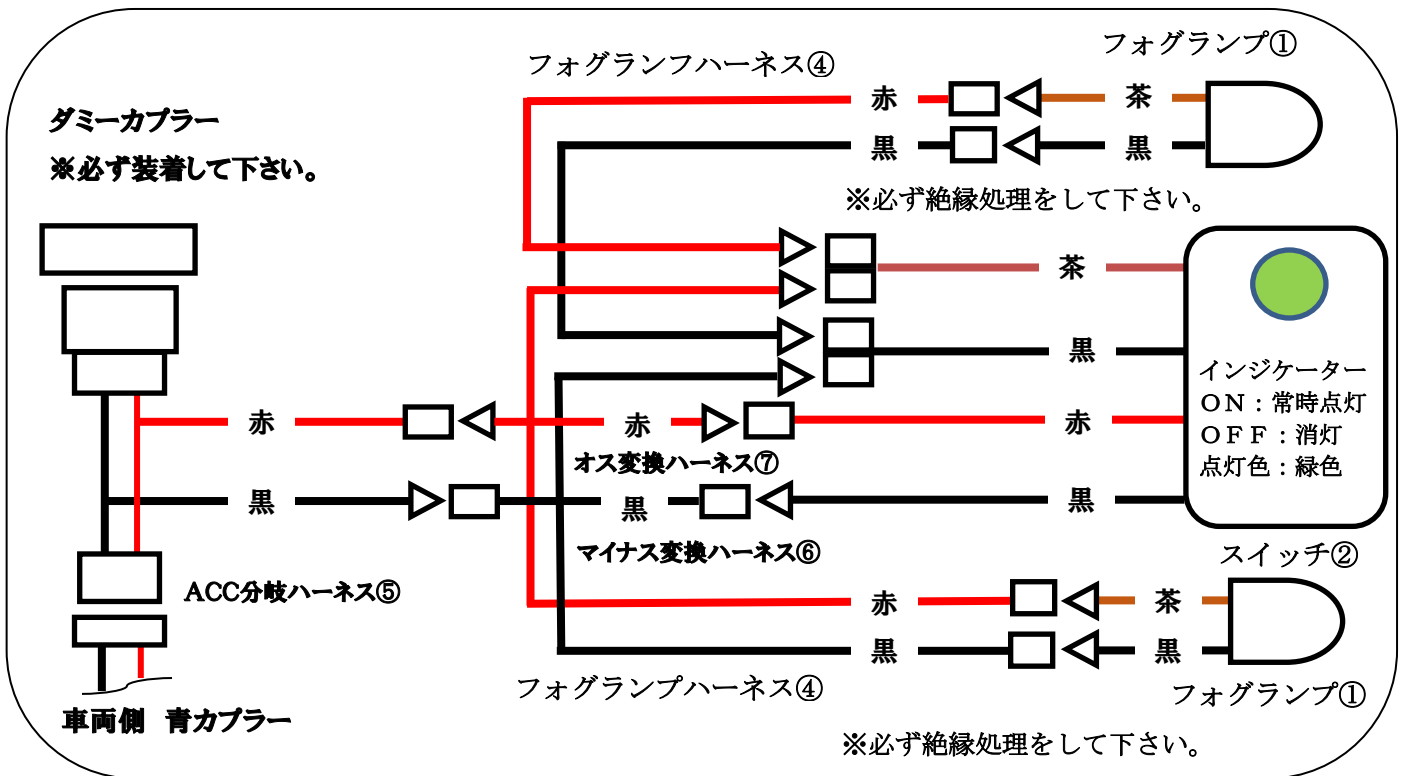 フォグランフハーネス④
フォグランプ①
赤
茶
黒
黒
ダミーカプラー
※必ず装着して下さい。
※必ず絶縁処理をして下さい。
茶
黒
インジケーター
ON：常時点灯
OFF：消灯
点灯色：緑色
赤
赤
赤
オス変換ハーネス⑦
黒
黒
黒
マイナス変換ハーネス⑥
スイッチ②
ACC分岐ハーネス⑤
赤
茶
黒
黒
フォグランプハーネス④
フォグランプ①
車両側 青カプラー
※必ず絶縁処理をして下さい。